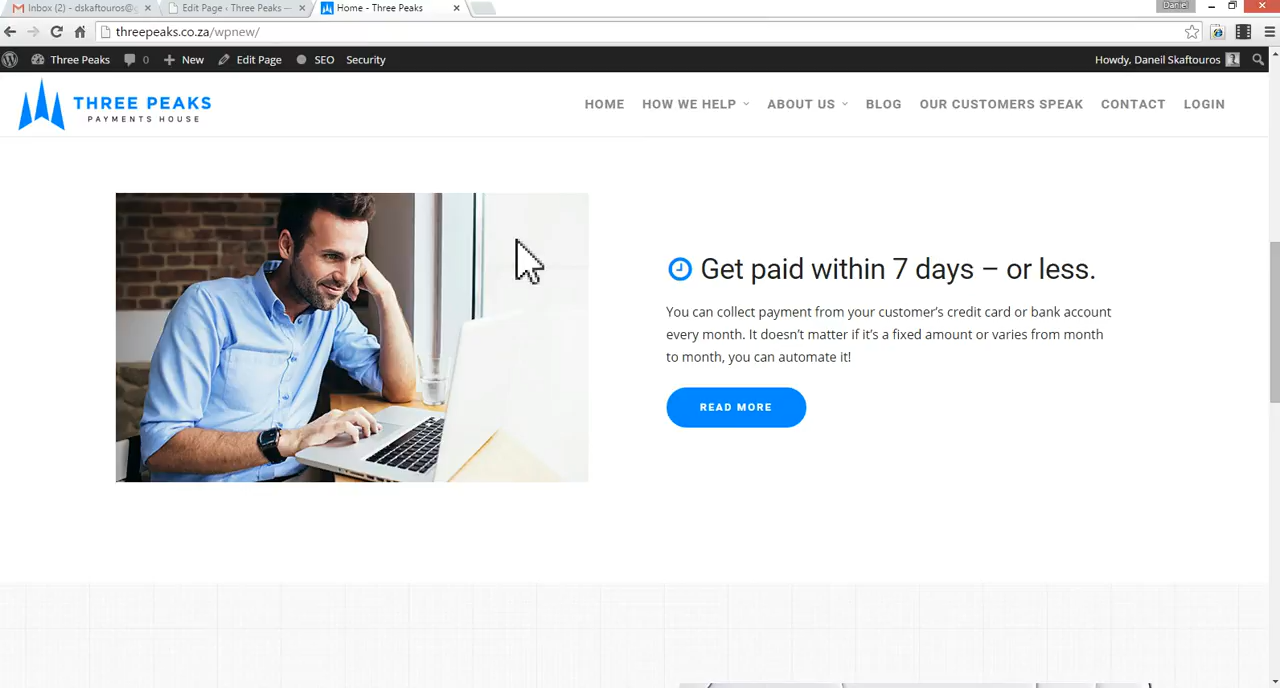 Inbox (2) - dskaftouros@g
Edit Page ‹ Three Peaks —
Home - Three Peaks
Daniel
threepeaks.co.za/wpnew/
Three Peaks
0
New
Edit Page
SEO
Security
Howdy, Daneil Skaftouros
THREE PEAKS
PAYMENTS HOUSE
HOME
HOW WE HELP
ABOUT US
BLOG
OUR CUSTOMERS SPEAK
CONTACT
LOGIN
Get paid within 7 days – or less.
You can collect payment from your customer's credit card or bank account
every month. It doesn't matter if it's a fixed amount or varies from month
to month, you can automate it!
READ MORE